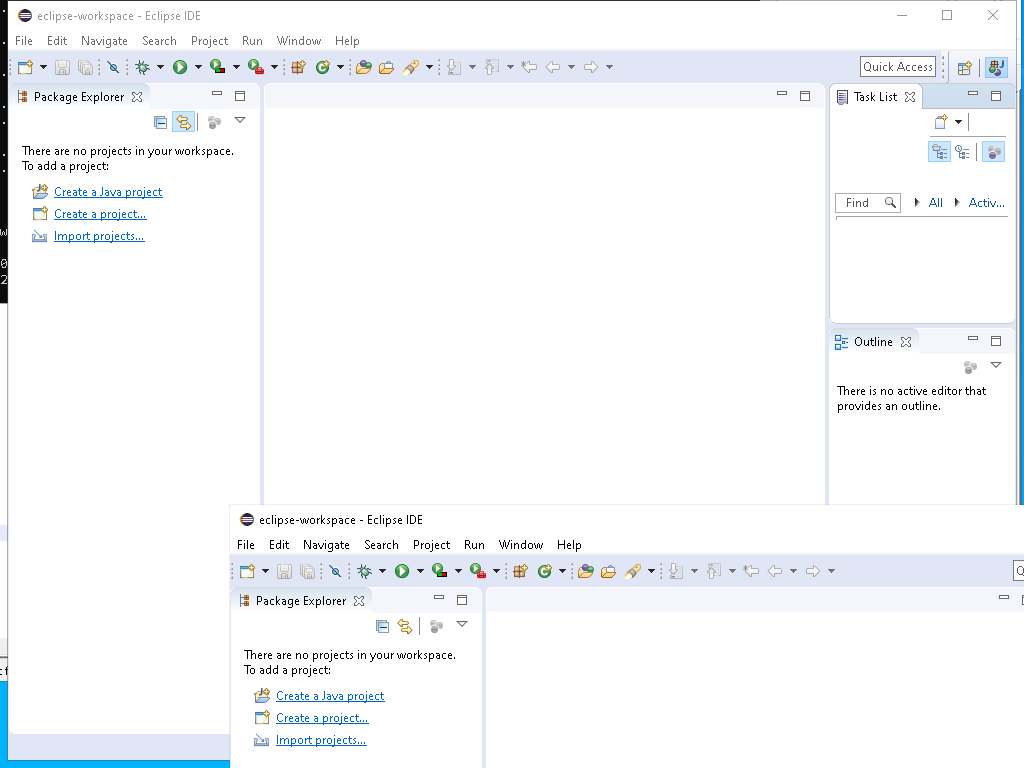 eclipse-workspace - Eclipse IDE
File Edit Navigate Search Project Run Window Help
Quick Access
Package Explorer
There are no projects in your workspace.
To add a project:
Create a Java project
Create a project...
Import projects...
Task List
Find All Activ...
Outline
There is no active editor that
provides an outline.
eclipse-workspace - Eclipse IDE
File Edit Navigate Search Project Run Window Help
Package Explorer
There are no projects in your workspace.
To add a project:
Create a Java project
Create a project...
Import projects...